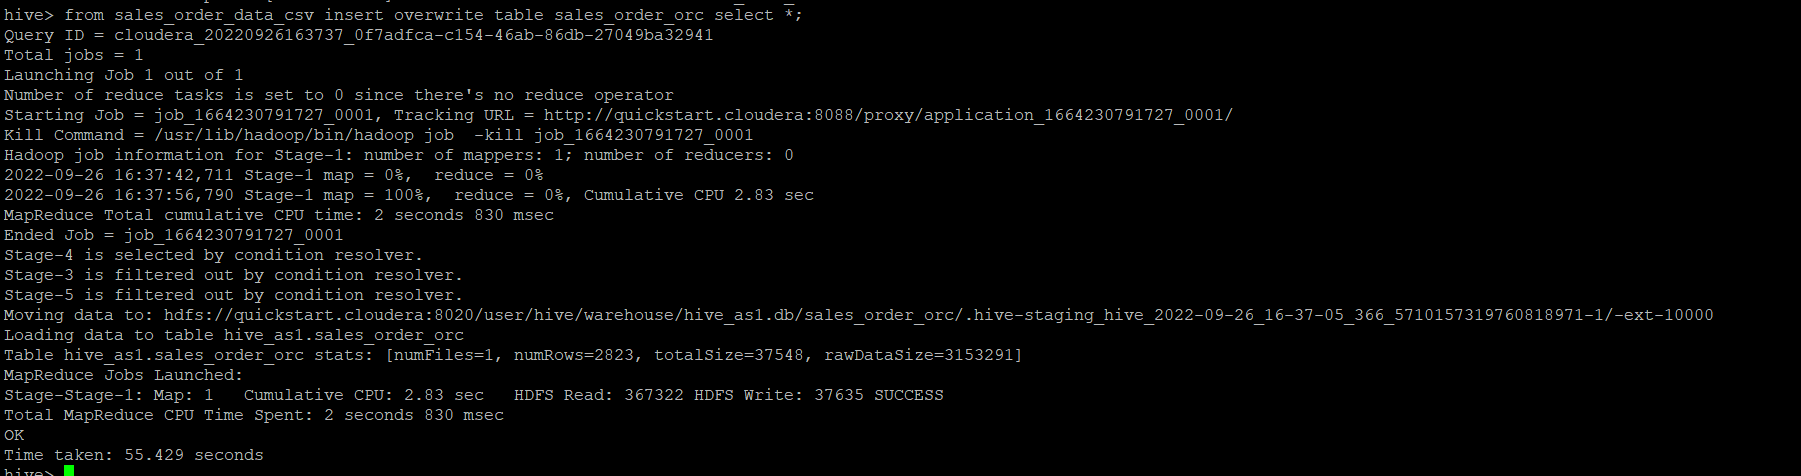 hive> from sales_order_data_csv insert overwrite table sales_order_orc select *;
Query ID = cloudera_20220926163737_0f7adfca-c154-46ab-86db-27049ba32941
Total jobs = 1
Launching Job 1 out of 1
Number of reduce tasks is set to 0 since there's no reduce operator
Starting Job = job_1664230791727_0001, Tracking URL = http://quickstart.cloudera:8088/proxy/application_1664230791727_0001/
Kill Command = /usr/lib/hadoop/bin/hadoop job  -kill job_1664230791727_0001
Hadoop job information for Stage-1: number of mappers: 1; number of reducers: 0
2022-09-26 16:37:42,711 Stage-1 map = 0%,  reduce = 0%
2022-09-26 16:37:56,790 Stage-1 map = 100%,  reduce = 0%, Cumulative CPU 2.83 sec
MapReduce Total cumulative CPU time: 2 seconds 830 msec
Ended Job = job_1664230791727_0001
Stage-4 is selected by condition resolver.
Stage-3 is filtered out by condition resolver.
Stage-5 is filtered out by condition resolver.
Moving data to: hdfs://quickstart.cloudera:8020/user/hive/warehouse/hive_as1.db/sales_order_orc/.hive-staging_hive_2022-09-26_16-37-05_366_5710157319760818971-1/-ext-10000
Loading data to table hive_as1.sales_order_orc
Table hive_as1.sales_order_orc stats: [numFiles=1, numRows=2823, totalSize=37548, rawDataSize=3153291]
MapReduce Jobs Launched:
Stage-Stage-1: Map: 1   Cumulative CPU: 2.83 sec   HDFS Read: 367322 HDFS Write: 37635 SUCCESS
Total MapReduce CPU Time Spent: 2 seconds 830 msec
OK
Time taken: 55.429 seconds
hive>